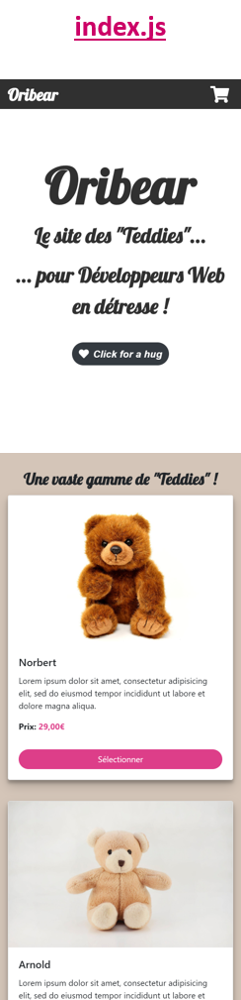 index.js
Oribear
Oribear
Le site des "Teddies"...
... pour Développeurs Web
en détresse !
Click for a hug
Une vaste gamme de "Teddies" !
Norbert
Lorem ipsum dolor sit amet, consectetur adipisicing
elit, sed do eiusmod tempor incididunt ut labore et
dolore magna aliqua.
Prix: 29,00€
Sélectionner
Arnold
Lorem ipsum dolor sit amet, consectetur adipisicing
elit, sed do eiusmod tempor incididunt ut labore et